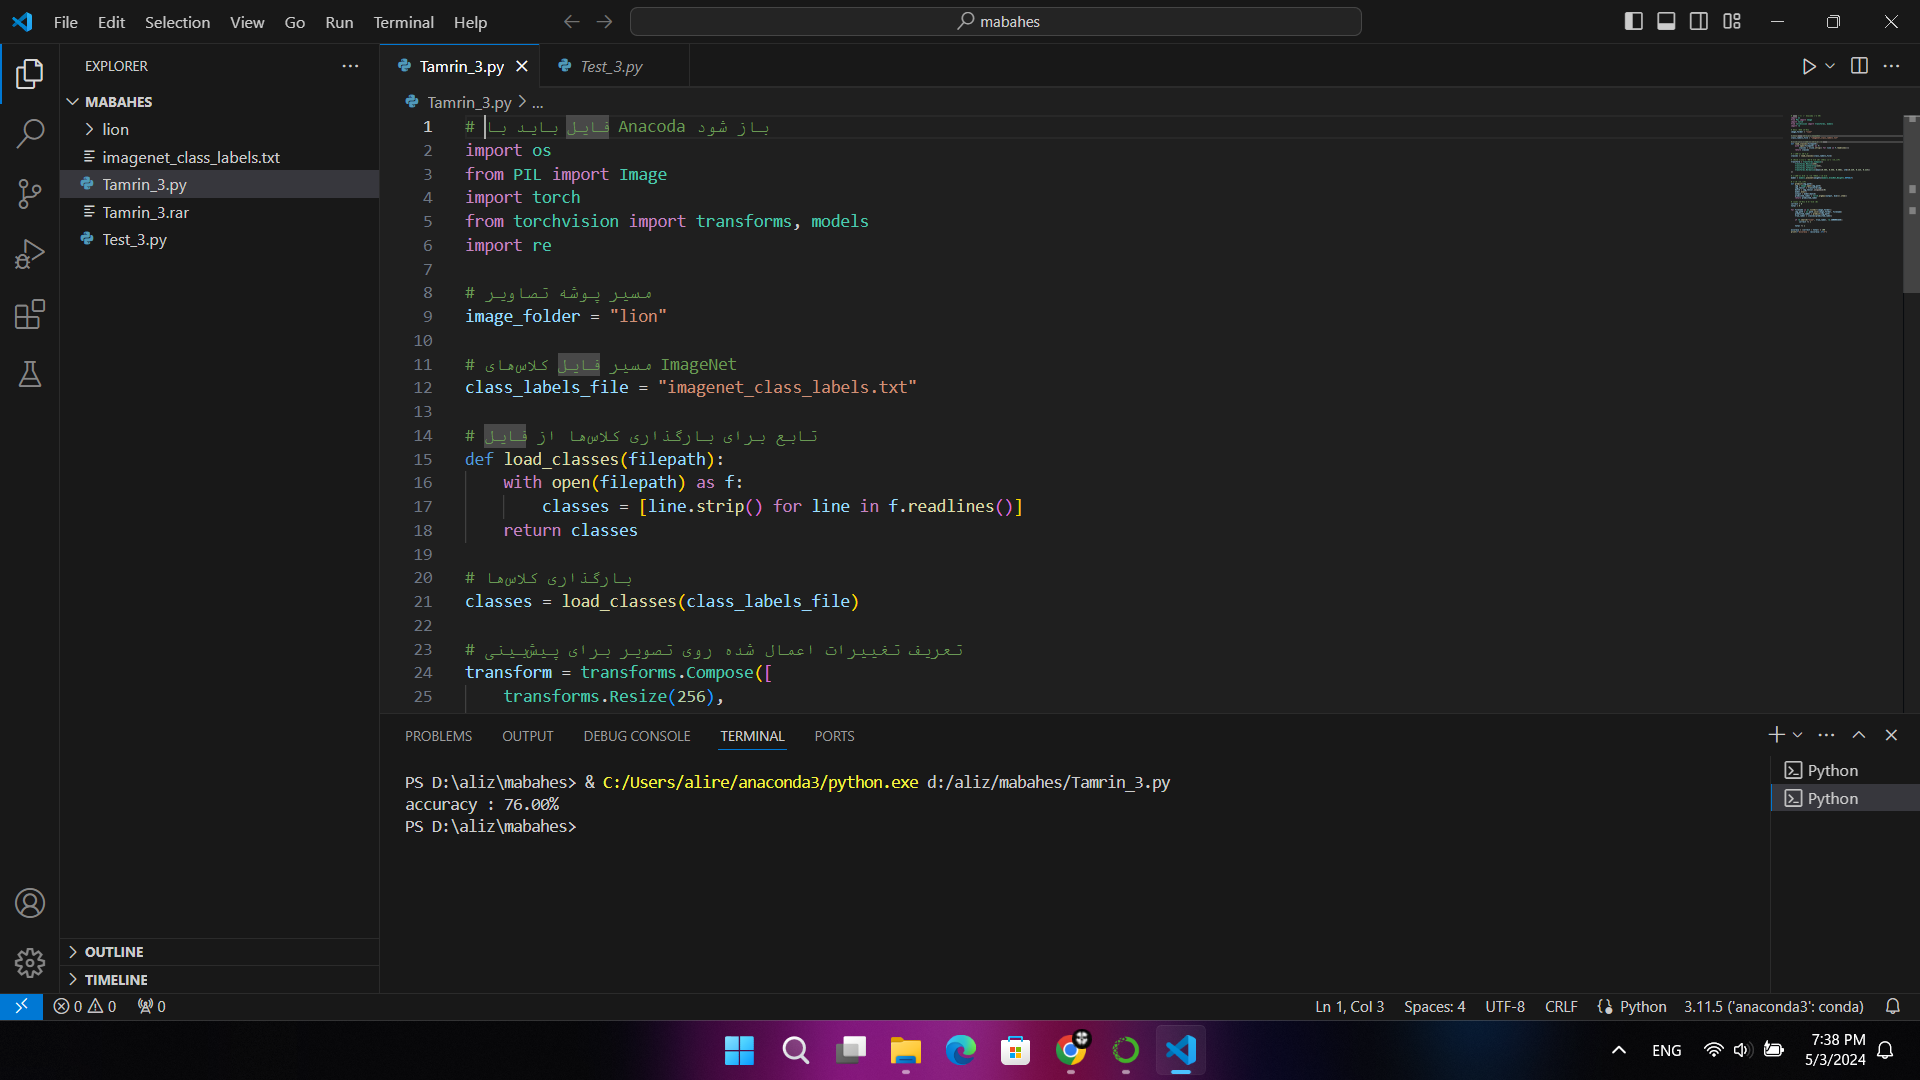 File Edit Selection View Go Run Terminal Help
mabahes
EXPLORER
MABAHES
lion
imagenet_class_labels.txt
Tamrin_3.py
Tamrin_3.rar
Test_3.py
OUTLINE
TIMELINE
Tamrin_3.py Test_3.py
Tamrin_3.py > ...
1 # فایل باید با Anacoda باز شود
2 import os
3 from PIL import Image
4 import torch
5 from torchvision import transforms, models
6 import re
7
8 # مسیر پوشه تصاویر
9 image_folder = "lion"
10
11 # مسیر فایل کلاس‌های ImageNet
12 class_labels_file = "imagenet_class_labels.txt"
13
14 # تابع برای بارگذاری کلاس‌ها از فایل
15 def load_classes(filepath):
16 with open(filepath) as f:
17 classes = [line.strip() for line in f.readlines()]
18 return classes
19
20 # بارگذاری کلاس‌ها
21 classes = load_classes(class_labels_file)
22
23 # تعریف تغییرات اعمال شده روی تصویر برای پیش‌بینی
24 transform = transforms.Compose([
25 transforms.Resize(256),
PROBLEMS OUTPUT DEBUG CONSOLE TERMINAL PORTS
PS D:\aliz\mabahes> & C:/Users/alire/anaconda3/python.exe d:/aliz/mabahes/Tamrin_3.py
accuracy : 76.00%
PS D:\aliz\mabahes>
Python
Python
0 0 0
Ln 1, Col 3 Spaces: 4 UTF-8 CRLF Python 3.11.5 ('anaconda3': conda)
ENG
7:38 PM
5/3/2024